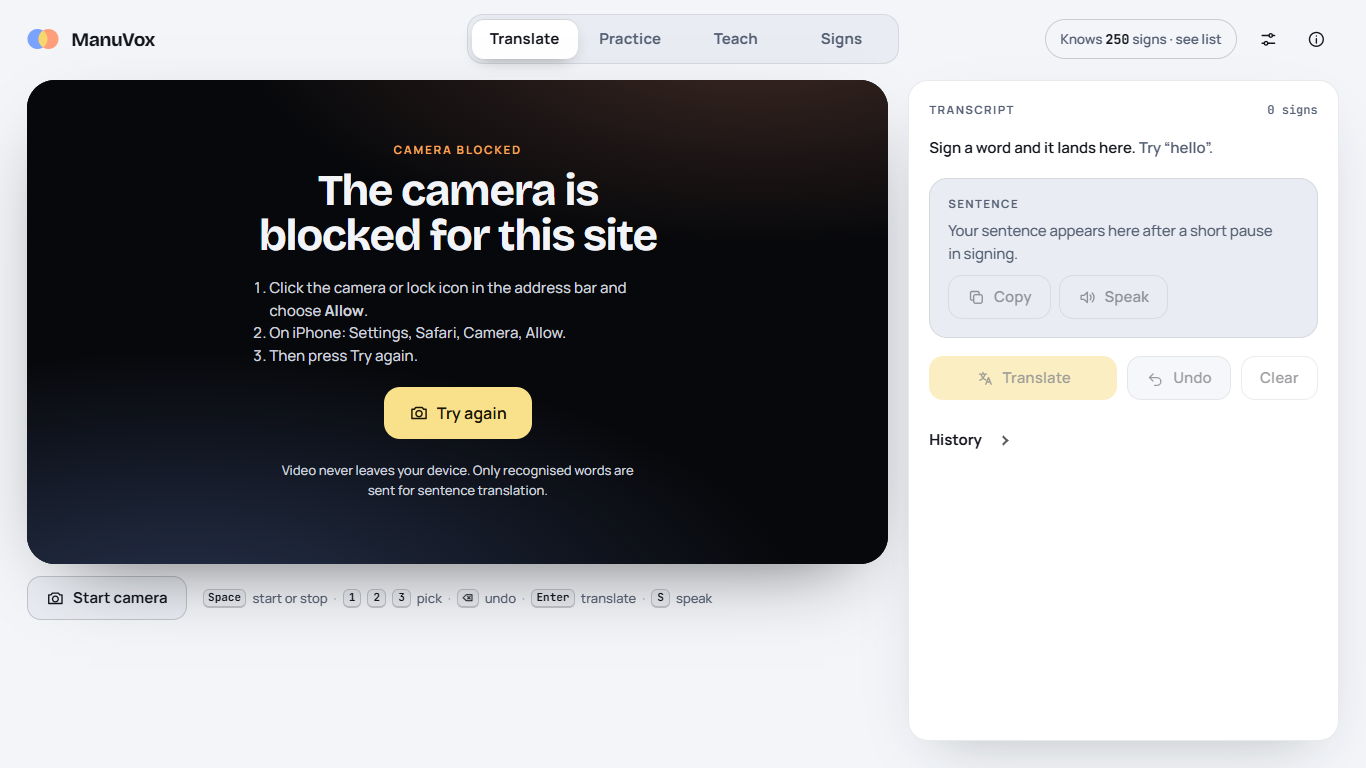 ManuVox
Translate
Practice
Teach
Signs
Knows 250 signs · see list
CAMERA BLOCKED
The camera is
blocked for this site
1. Click the camera or lock icon in the address bar and
choose Allow.
2. On iPhone: Settings, Safari, Camera, Allow.
3. Then press Try again.
Try again
Video never leaves your device. Only recognised words are
sent for sentence translation.
Start camera
Space start or stop · 1 2 3 pick · ⌫ undo · Enter translate · S speak
TRANSCRIPT
0 signs
Sign a word and it lands here. Try “hello”.
SENTENCE
Your sentence appears here after a short pause
in signing.
Copy
Speak
Translate
Undo
Clear
History